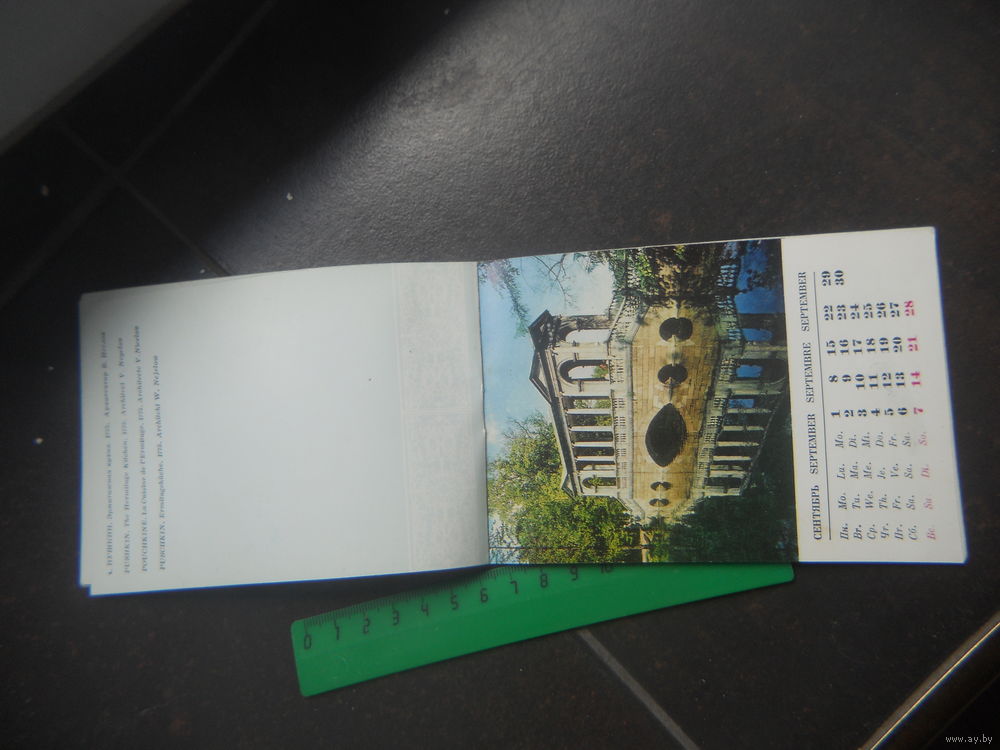 г. ПУШКИН. Эрмитажная кухня. 1775. Архитектор В. Неелов
PUSHKIN. The Hermitage Kitchen. 1775. Architect V. Neyelov
POUCHKINE. La Cuisine de l'Ermitage. 1775. Architecte V.
PUSCHKIN. Ermitageküche. 1775. Architekt W. Nejelow
СЕНТЯБРЬ SEPTEMBER SEPTEMBRE SEPTEMBER
Пн. Mo. Lu. Mo. 1 8 15 22 29
Вт. Tu. Ma. Di. 2 9 16 23 30
Ср. We. Me. Mi. 3 10 17 24
Чт. Th. Je. Do. 4 11 18 25
Пт. Fr. Ve. Fr. 5 12 19 26
Сб. Sa. Sa. Sa. 6 13 20 27
Вс. Su. Di. So. 7 14 21 28
0 1 2 3 4 5 6 7 8 9
www.ay.by